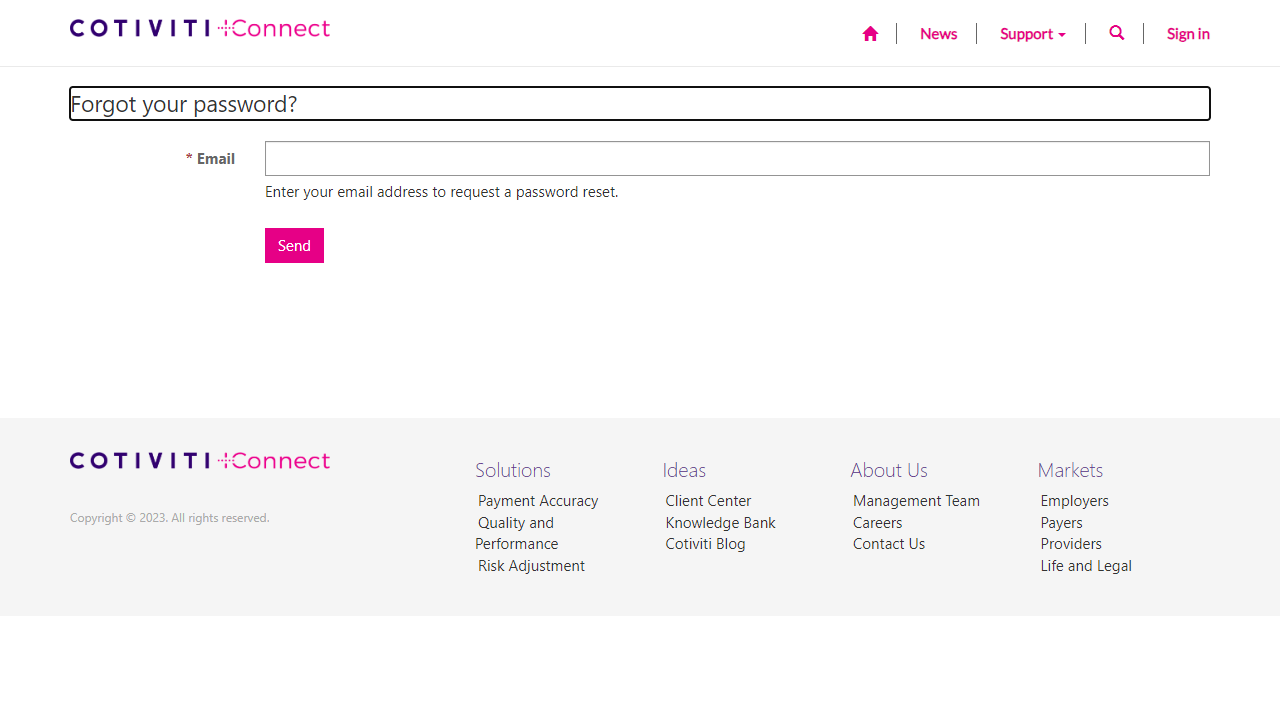 COTIVITI Connect
News
Support
Sign in
Forgot your password?
* Email
Enter your email address to request a password reset.
Send
COTIVITI Connect
Copyright © 2023. All rights reserved.
Solutions
Payment Accuracy
Quality and
Performance
Risk Adjustment
Ideas
Client Center
Knowledge Bank
Cotiviti Blog
About Us
Management Team
Careers
Contact Us
Markets
Employers
Payers
Providers
Life and Legal